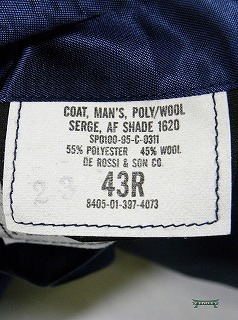 COAT, MAN'S, POLY/WOOL
SERGE, AF SHADE 1620
SP0100-95-C-0311
55% POLYESTER 45% WOOL
DE ROSSI & SON CO.
43R
8405-01-397-4073